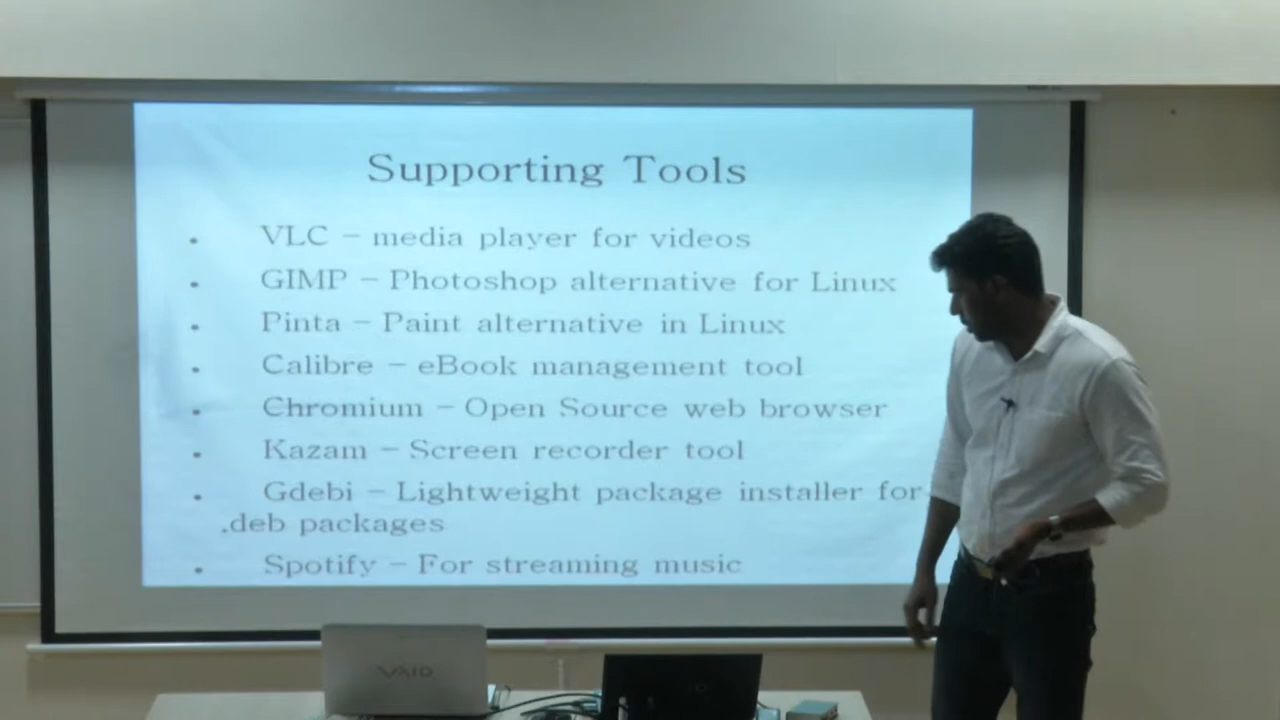 Supporting Tools
• VLC – media player for videos
• GIMP – Photoshop alternative for Linux
• Pinta – Paint alternative in Linux
• Calibre – eBook management tool
• Chromium – Open Source web browser
• Kazam – Screen recorder tool
• Gdebi – Lightweight package installer for
.deb packages
• Spotify – For streaming music
VAIO